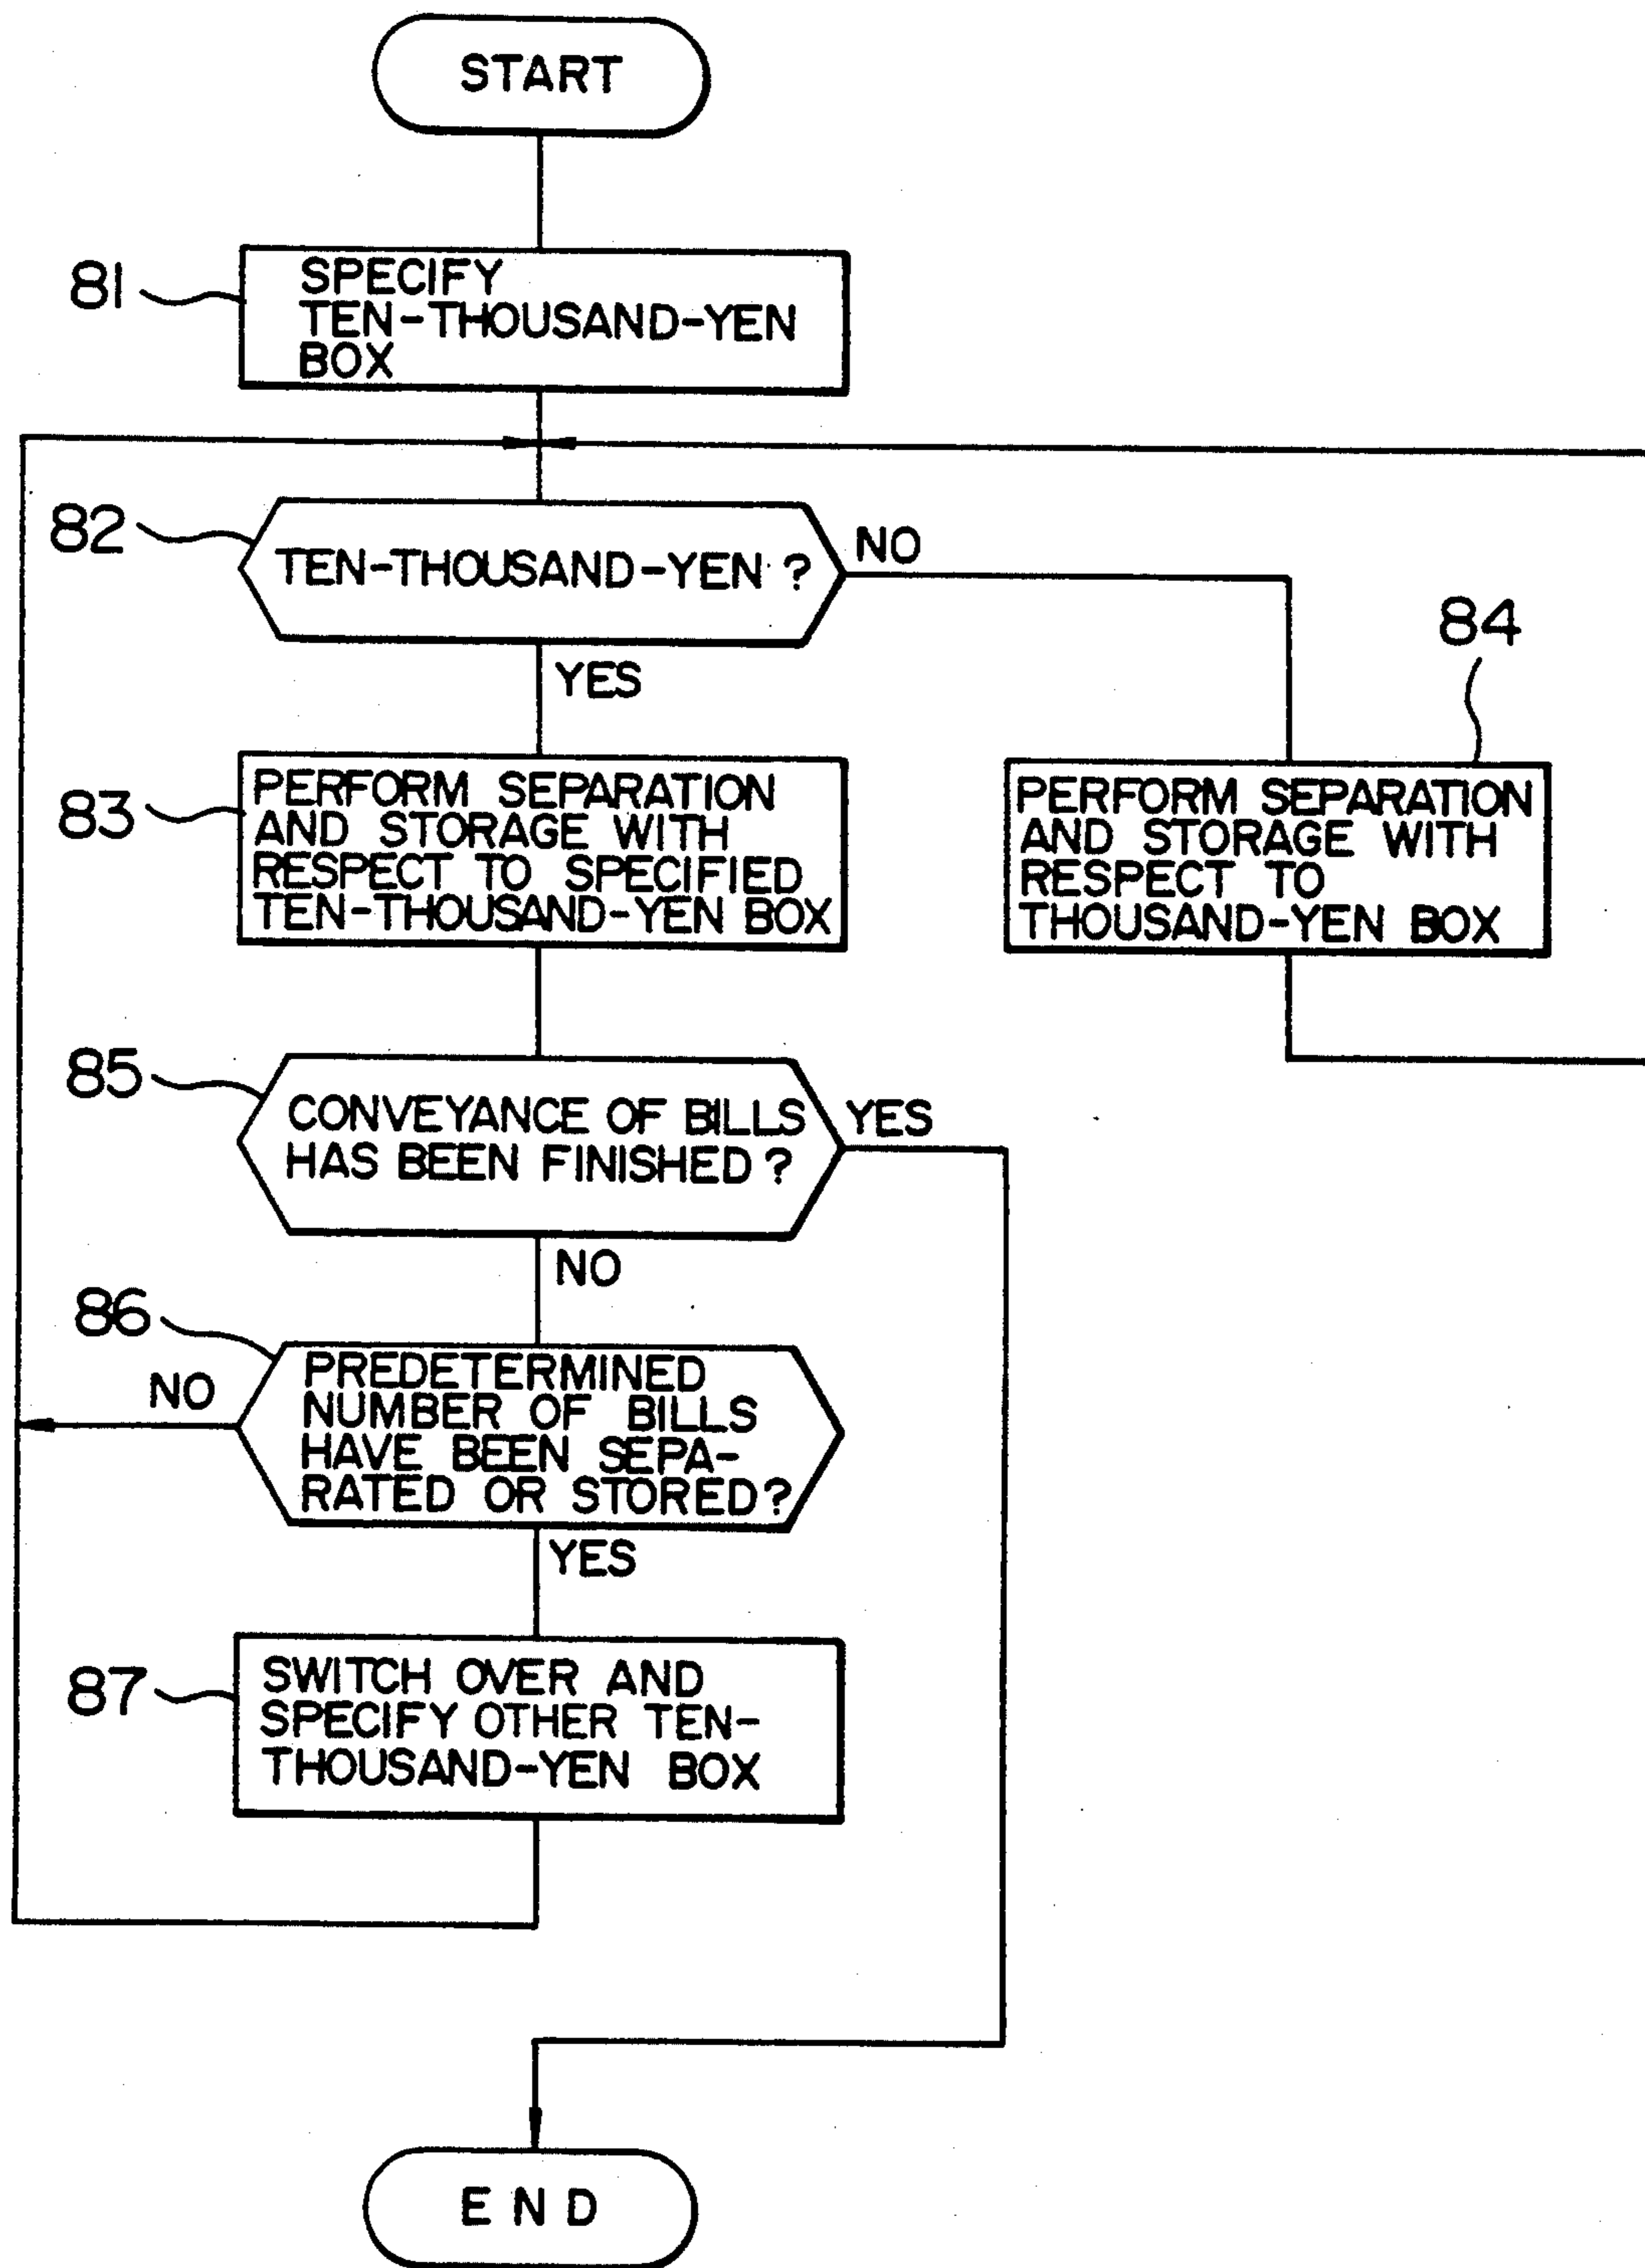 START
81
SPECIFY
TEN-THOUSAND-YEN
BOX
82
TEN-THOUSAND-YEN ?
NO
YES
84
83
PERFORM SEPARATION
AND STORAGE WITH
RESPECT TO SPECIFIED
TEN-THOUSAND-YEN BOX
PERFORM SEPARATION
AND STORAGE WITH
RESPECT TO
THOUSAND-YEN BOX
85
CONVEYANCE OF BILLS
HAS BEEN FINISHED ?
YES
NO
86
PREDETERMINED
NUMBER OF BILLS
HAVE BEEN SEPA-
RATED OR STORED ?
NO
YES
87
SWITCH OVER AND
SPECIFY OTHER TEN-
THOUSAND-YEN BOX
END